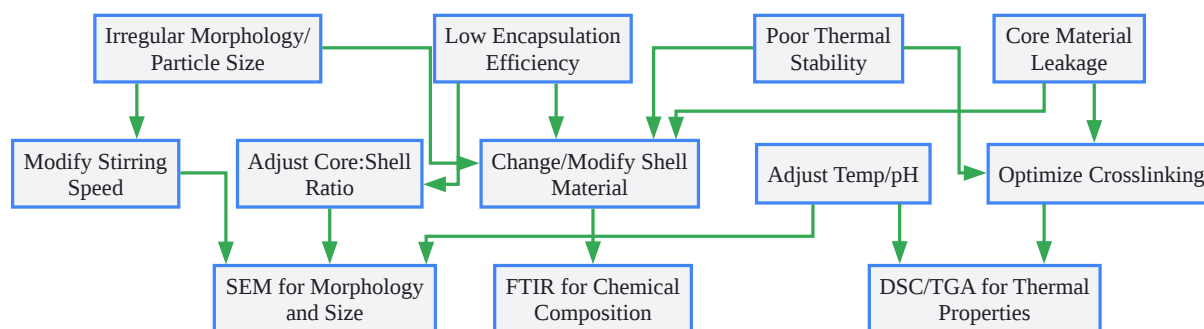 Irregular Morphology/
Particle Size
Low Encapsulation
Efficiency
Poor Thermal
Stability
Core Material
Leakage
Modify Stirring
Speed
Adjust Core:Shell
Ratio
Change/Modify Shell
Material
Adjust Temp/pH
Optimize Crosslinking
SEM for Morphology
and Size
FTIR for Chemical
Composition
DSC/TGA for Thermal
Properties